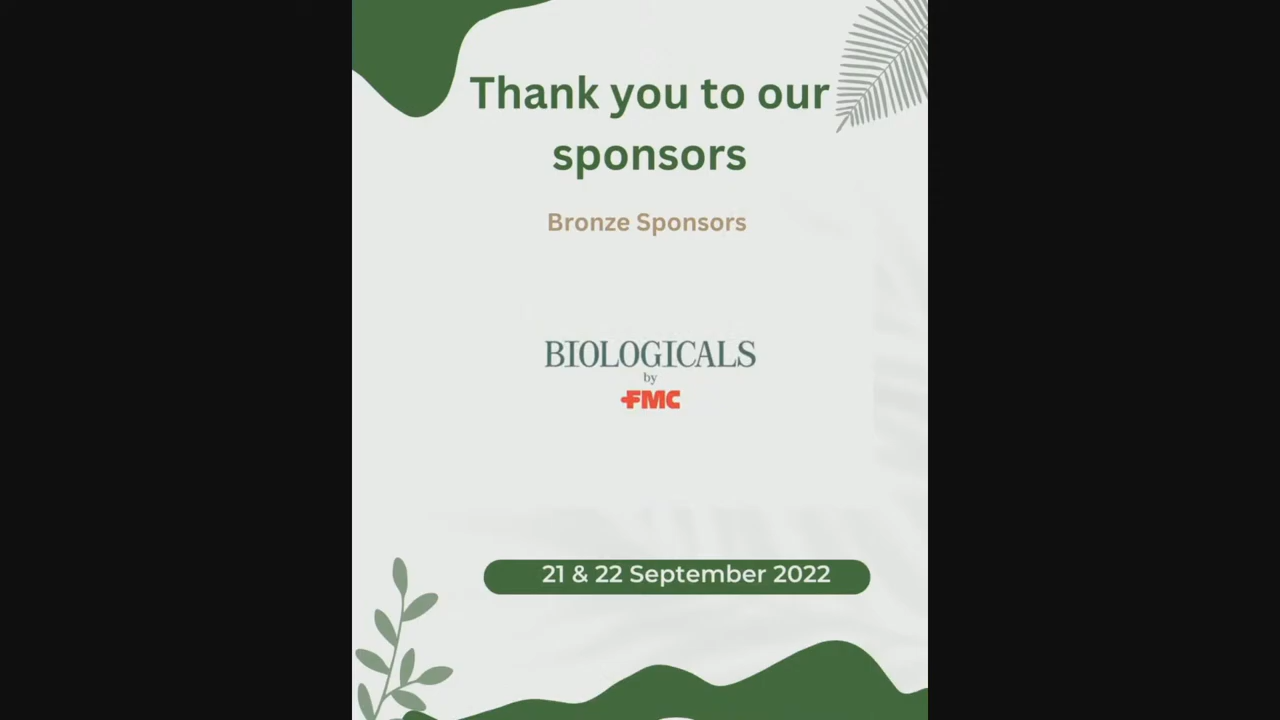 Thank you to our
sponsors
Bronze Sponsors
BIOLOGICALS
by
FMC
21 & 22 September 2022